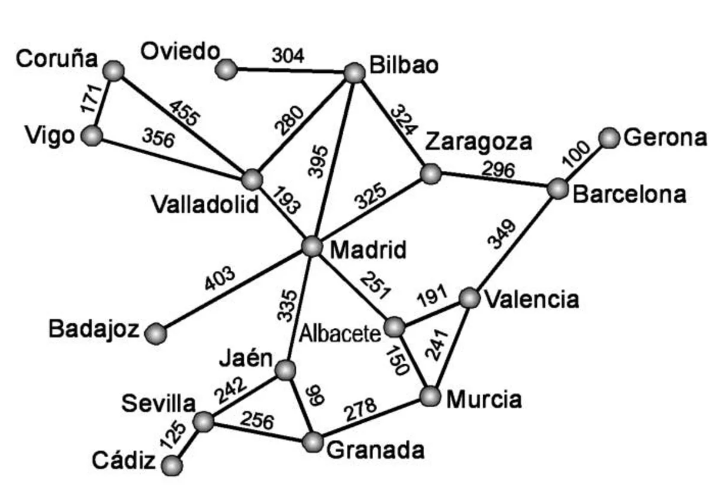 Coruña
Oviedo
304
Bilbao
171
455
Vigo
356
280
324
Zaragoza
Gerona
100
395
296
Valladolid
193
325
Barcelona
Madrid
349
403
251
191
Valencia
335
Badajoz
Albacete
241
150
Jaén
242
99
Sevilla
256
278
Murcia
125
Granada
Cádiz